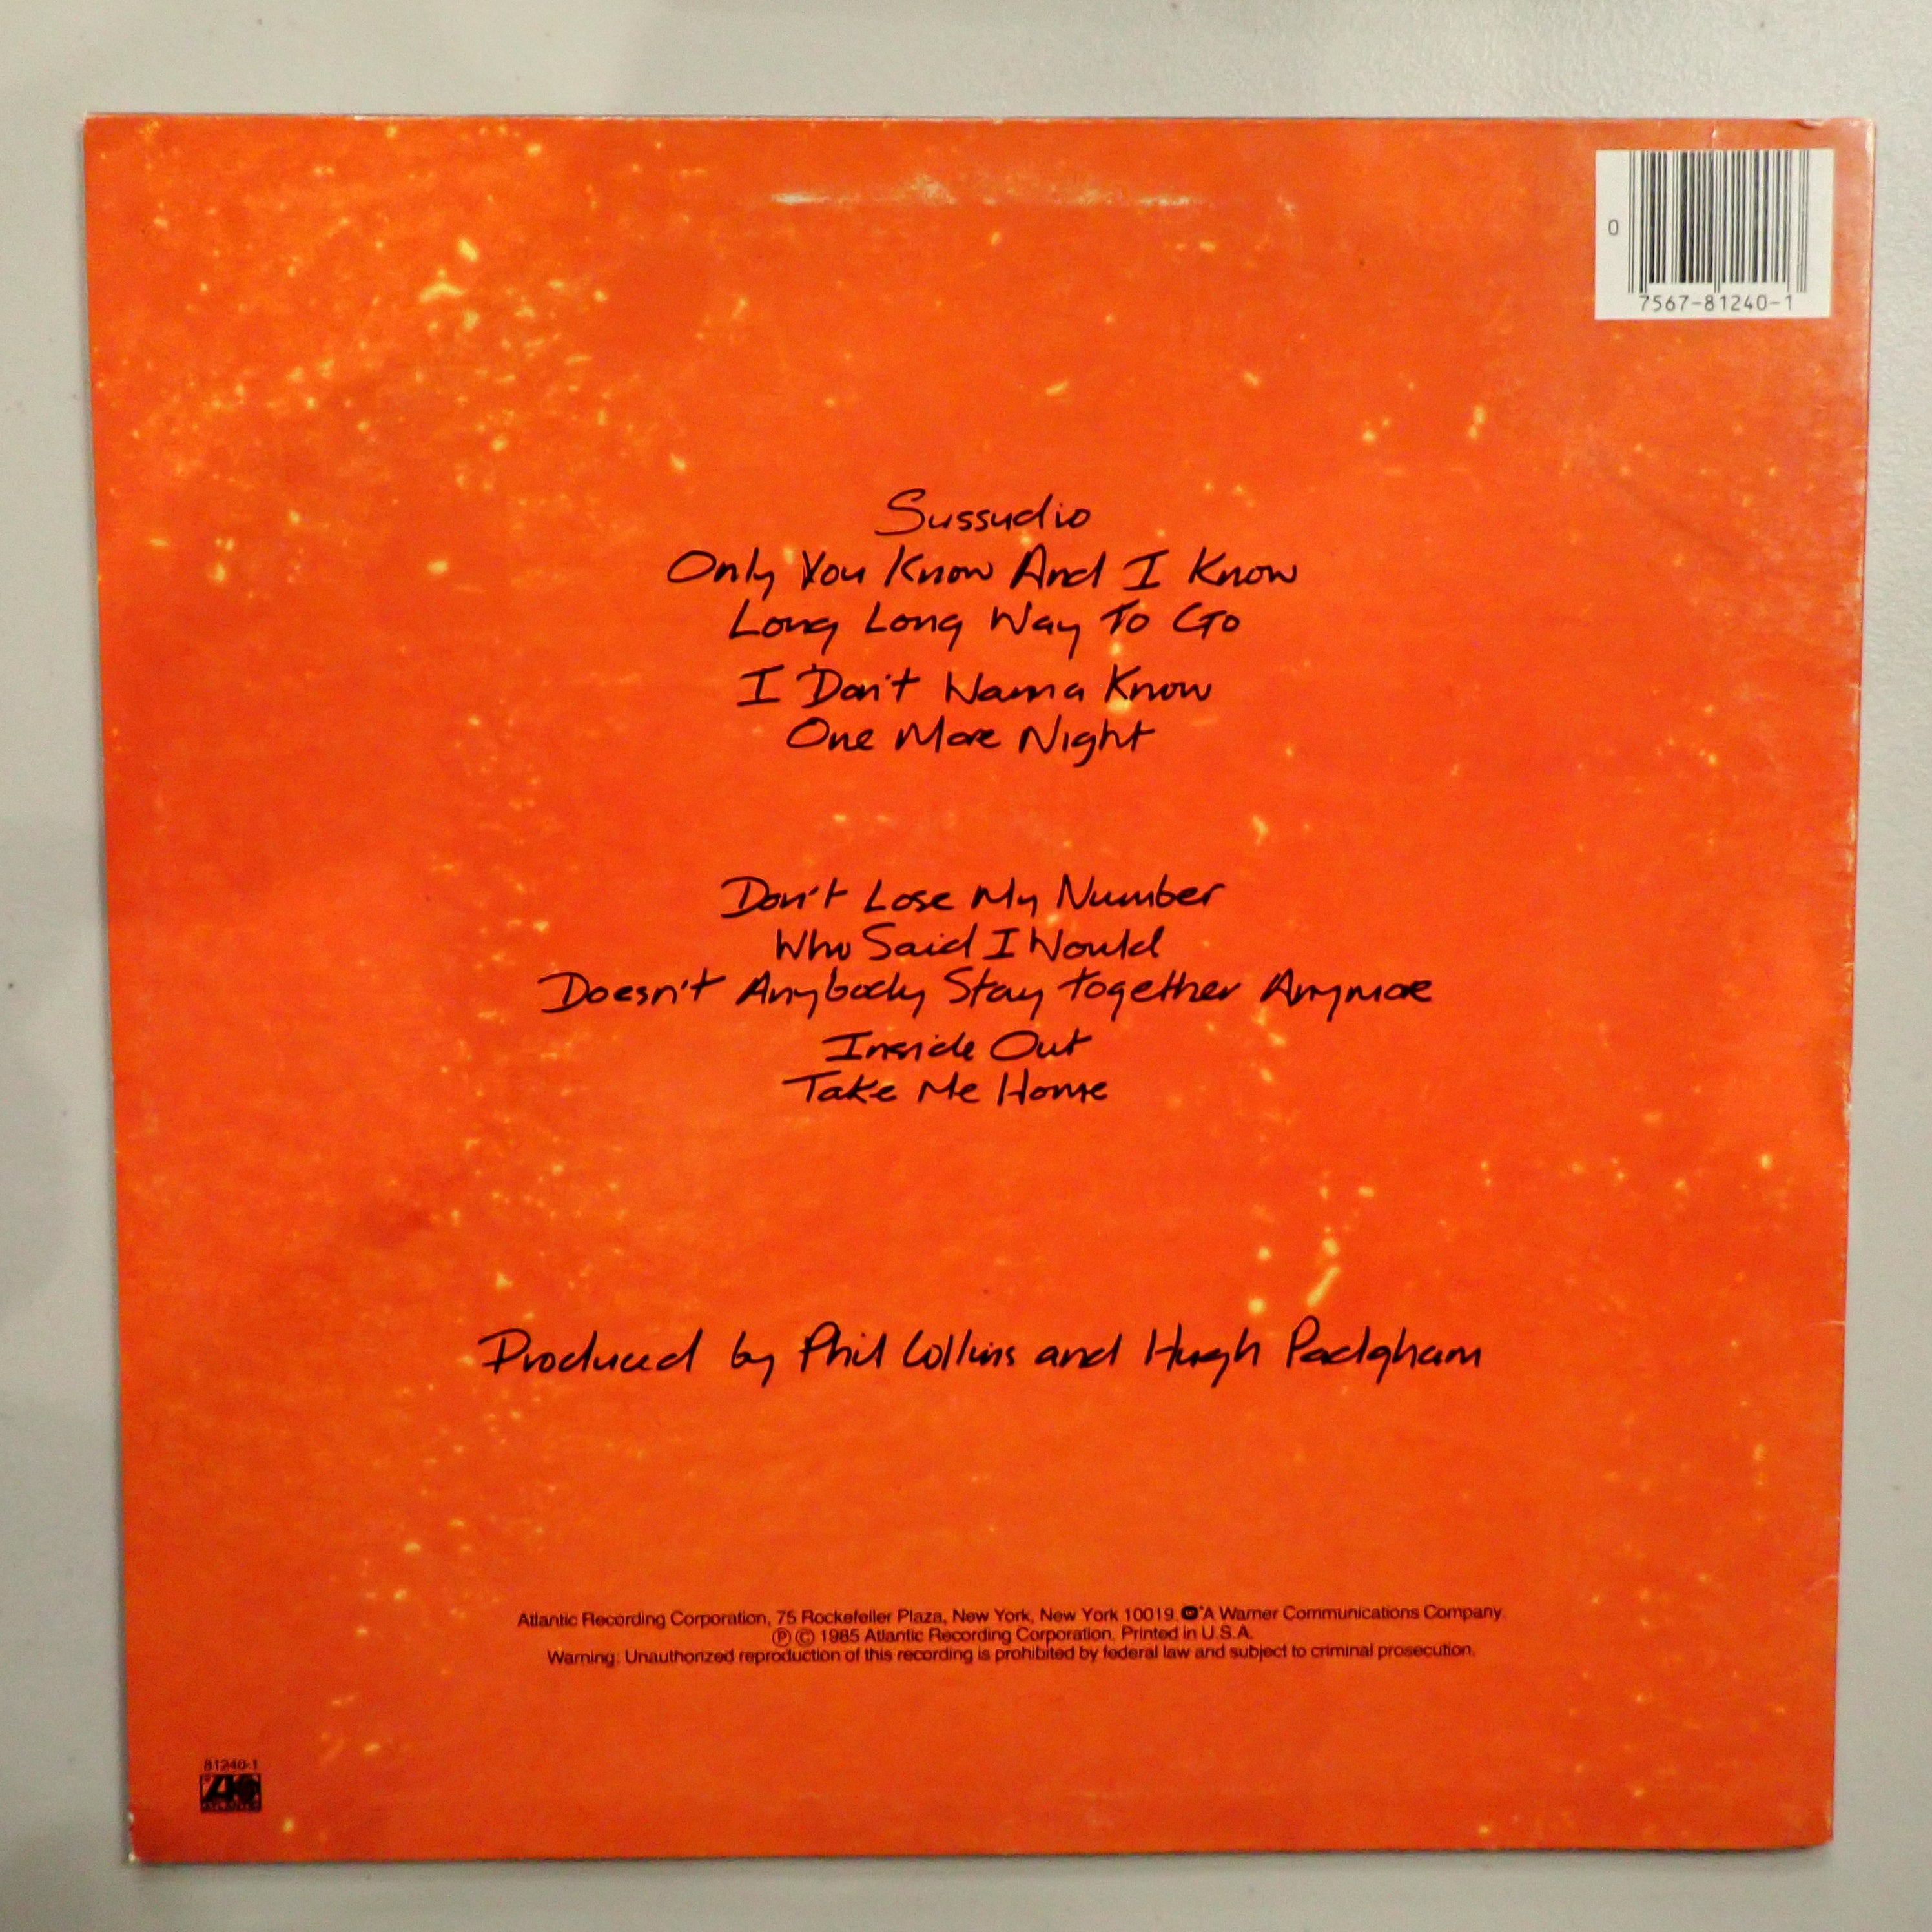 0
7567-81240-1
Sussudio
Only You Know And I Know
Long Long Way To Go
I Don't Wanna Know
One More Night
Don't Lose My Number
Who Said I Would
Doesn't Anybody Stay Together Anymore
Inside Out
Take Me Home
Produced by Phil Collins and Hugh Padgham
Atlantic Recording Corporation, 75 Rockefeller Plaza, New York, New York 10019. A Warner Communications Company.
Ⓟ © 1985 Atlantic Recording Corporation. Printed in U.S.A.
Warning: Unauthorized reproduction of this recording is prohibited by federal law and subject to criminal prosecution.
81240-1
ATLANTIC